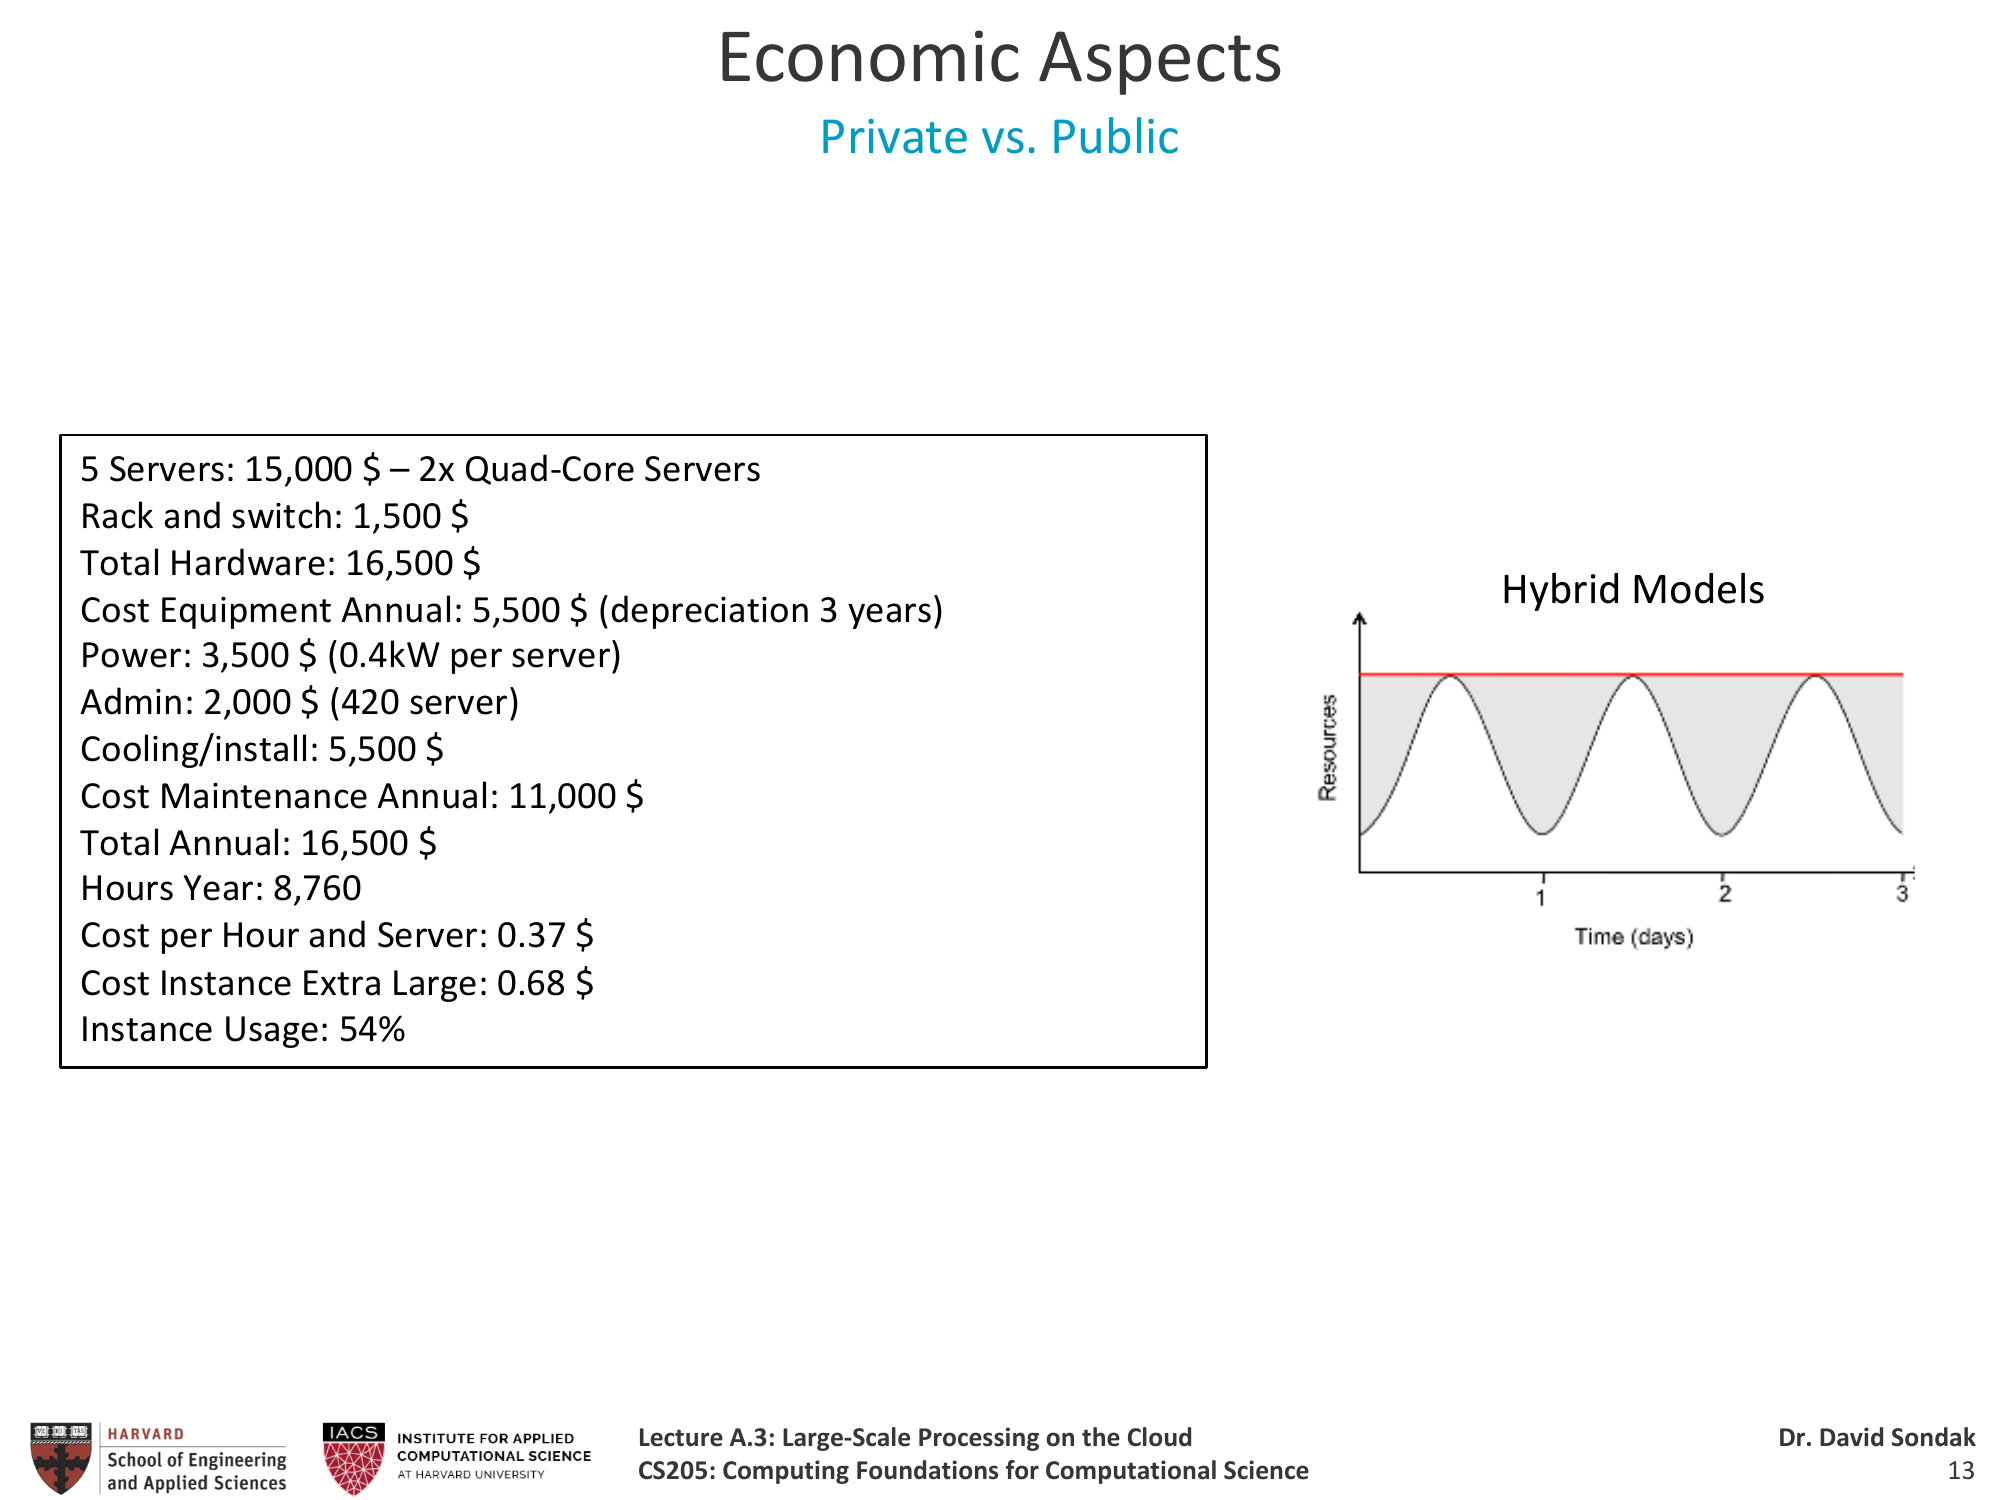 Economic Aspects
Private vs. Public
5 Servers: 15,000 $ – 2x Quad-Core Servers
Rack and switch: 1,500 $
Total Hardware: 16,500 $
Cost Equipment Annual: 5,500 $ (depreciation 3 years)
Power: 3,500 $ (0.4kW per server)
Admin: 2,000 $ (420 server)
Cooling/install: 5,500 $
Cost Maintenance Annual: 11,000 $
Total Annual: 16,500 $
Hours Year: 8,760
Cost per Hour and Server: 0.37 $
Cost Instance Extra Large: 0.68 $
Instance Usage: 54%
Hybrid Models
Resources
1 2 3
Time (days)
HARVARD
School of Engineering
and Applied Sciences
IACS
INSTITUTE FOR APPLIED
COMPUTATIONAL SCIENCE
AT HARVARD UNIVERSITY
Lecture A.3: Large-Scale Processing on the Cloud
CS205: Computing Foundations for Computational Science
Dr. David Sondak
13